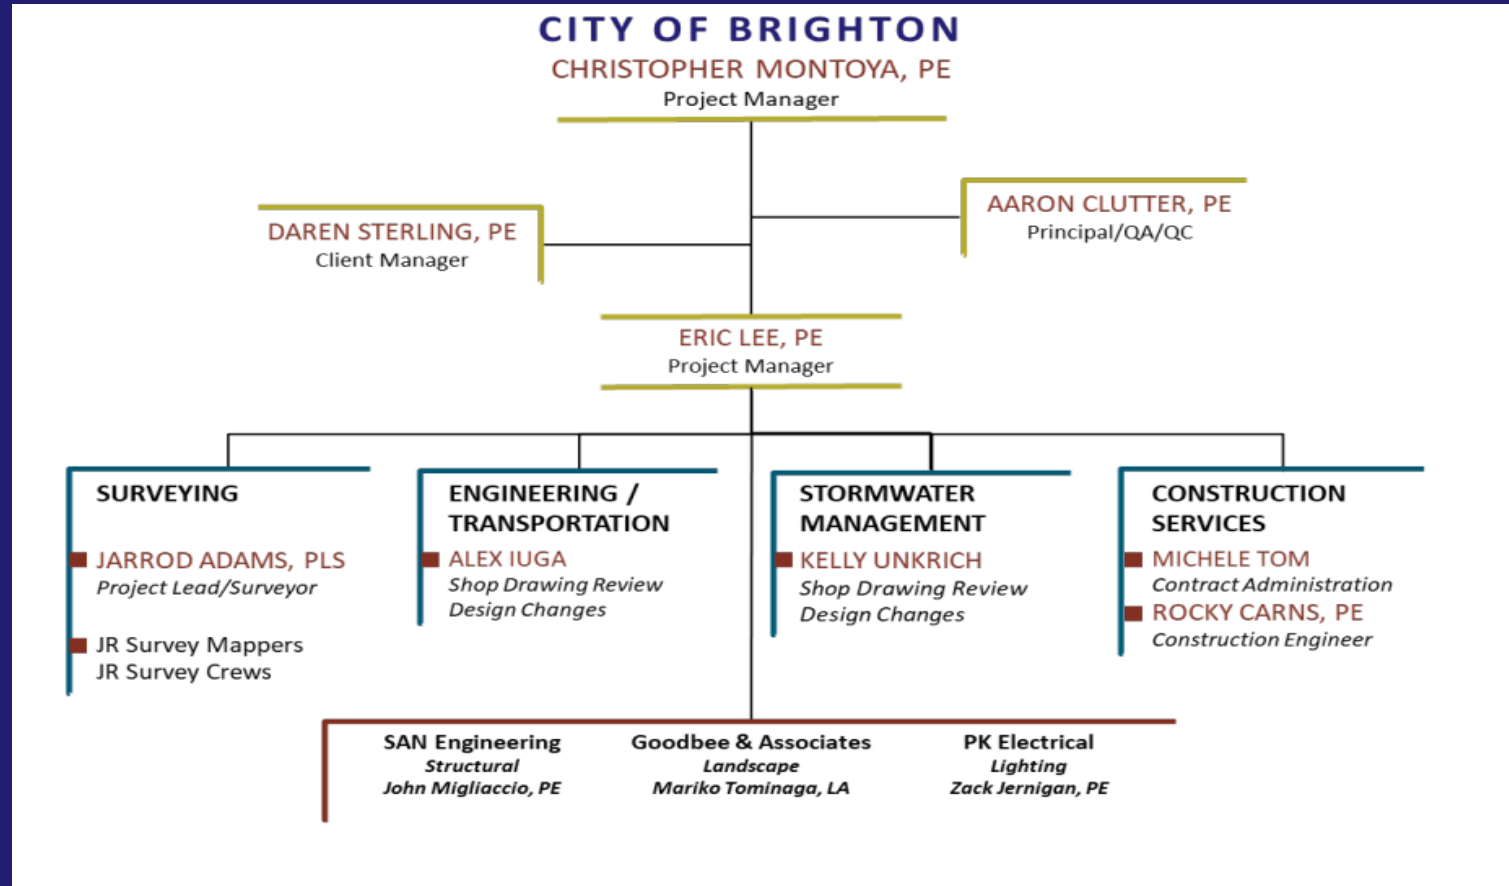 CITY OF BRIGHTON
CHRISTOPHER MONTOYA, PE
Project Manager
DAREN STERLING, PE
Client Manager
AARON CLUTTER, PE
Principal/QA/QC
ERIC LEE, PE
Project Manager
SURVEYING
JARROD ADAMS, PLS
Project Lead/Surveyor
JR Survey Mappers
JR Survey Crews
ENGINEERING /
TRANSPORTATION
ALEX IUGA
Shop Drawing Review
Design Changes
STORMWATER
MANAGEMENT
KELLY UNKRICH
Shop Drawing Review
Design Changes
CONSTRUCTION
SERVICES
MICHELE TOM
Contract Administration
ROCKY CARNS, PE
Construction Engineer
SAN Engineering
Structural
John Migliaccio, PE
Goodbee & Associates
Landscape
Mariko Tominaga, LA
PK Electrical
Lighting
Zack Jernigan, PE